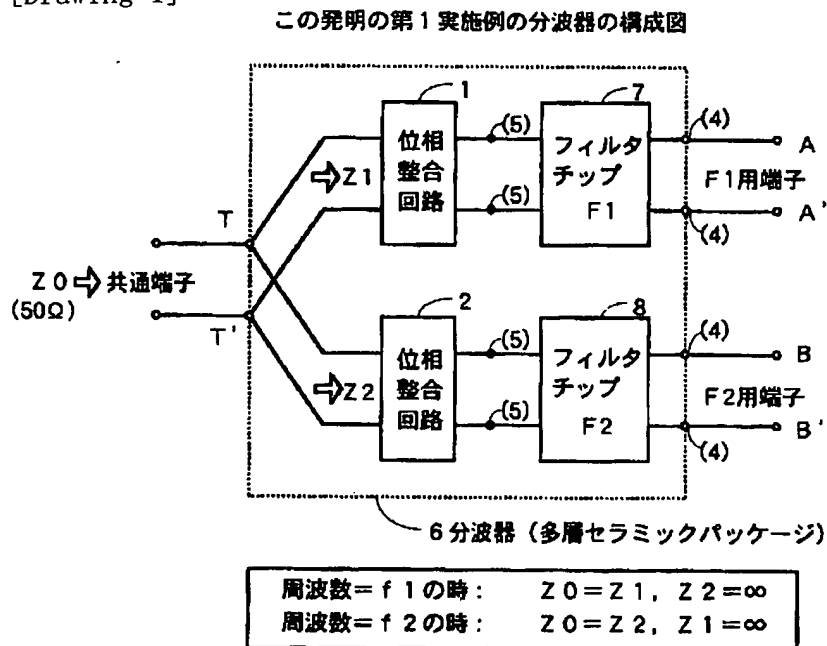 [Drawing 1]
この発明の第1実施例の分波器の構成図
1
7
位相
整合
回路
(5)
(5)
フィルタ
チップ
F1
(4)
(4)
A
F1用端子
A'
⇨Z1
T
Z0⇨共通端子
(50Ω)
T'
2
8
位相
整合
回路
(5)
(5)
フィルタ
チップ
F2
(4)
(4)
B
F2用端子
B'
⇨Z2
6分波器(多層セラミックパッケージ)
周波数=f1の時: Z0=Z1, Z2=∞
周波数=f2の時: Z0=Z2, Z1=∞